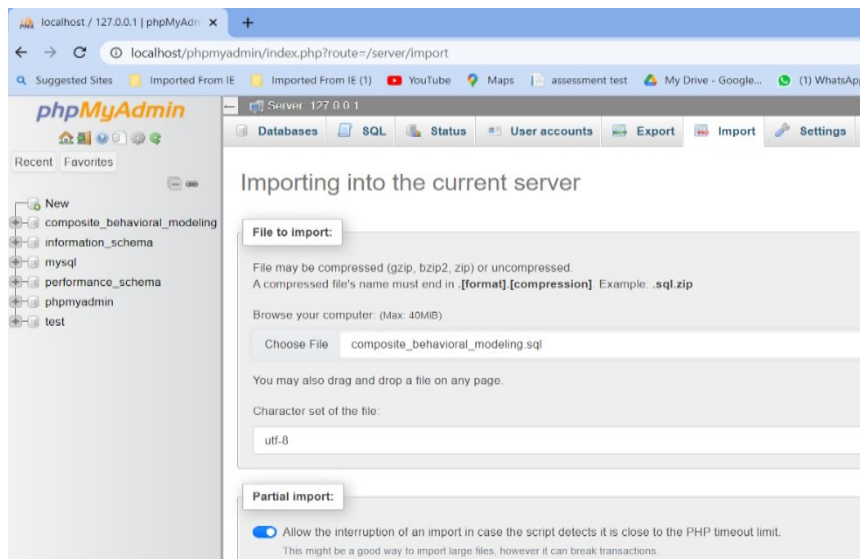 localhost / 127.0.0.1 | phpMyAdm
localhost/phpmyadmin/index.php?route=/server/import
Suggested Sites Imported From IE Imported From IE (1) YouTube Maps assessment test My Drive - Google... (1) WhatsApp
phpMyAdmin
Recent Favorites
New
composite_behavioral_modeling
information_schema
mysql
performance_schema
phpmyadmin
test
Server: 127.0.0.1
Databases SQL Status User accounts Export Import Settings
Importing into the current server
File to import:
File may be compressed (gzip, bzip2, zip) or uncompressed.
A compressed file's name must end in .[format].[compression]. Example: .sql.zip
Browse your computer: (Max: 40MiB)
Choose File composite_behavioral_modeling.sql
You may also drag and drop a file on any page.
Character set of the file:
utf-8
Partial import:
Allow the interruption of an import in case the script detects it is close to the PHP timeout limit.
This might be a good way to import large files, however it can break transactions.